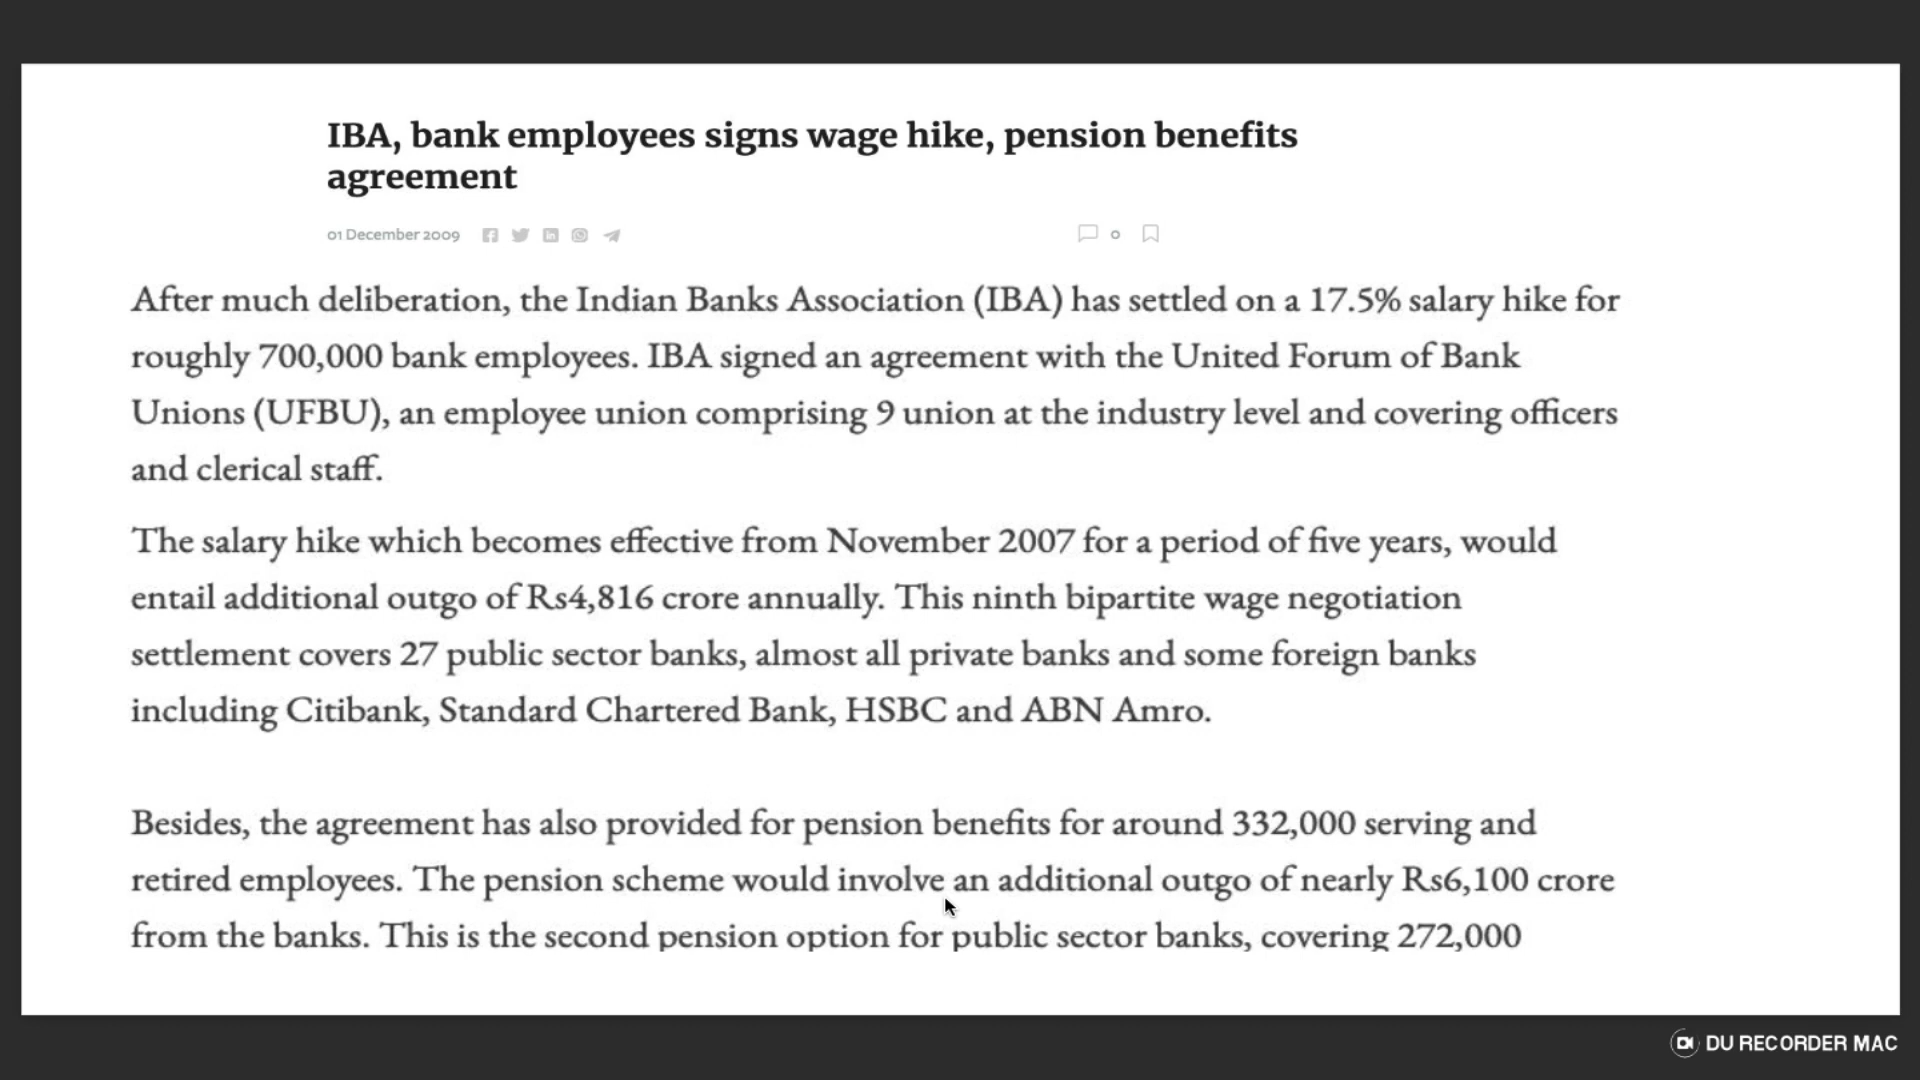 IBA, bank employees signs wage hike, pension benefits
agreement
01 December 2009
0
After much deliberation, the Indian Banks Association (IBA) has settled on a 17.5% salary hike for
roughly 700,000 bank employees. IBA signed an agreement with the United Forum of Bank
Unions (UFBU), an employee union comprising 9 union at the industry level and covering officers
and clerical staff.
The salary hike which becomes effective from November 2007 for a period of five years, would
entail additional outgo of Rs4,816 crore annually. This ninth bipartite wage negotiation
settlement covers 27 public sector banks, almost all private banks and some foreign banks
including Citibank, Standard Chartered Bank, HSBC and ABN Amro.
Besides, the agreement has also provided for pension benefits for around 332,000 serving and
retired employees. The pension scheme would involve an additional outgo of nearly Rs6,100 crore
from the banks. This is the second pension option for public sector banks, covering 272,000
DU RECORDER MAC